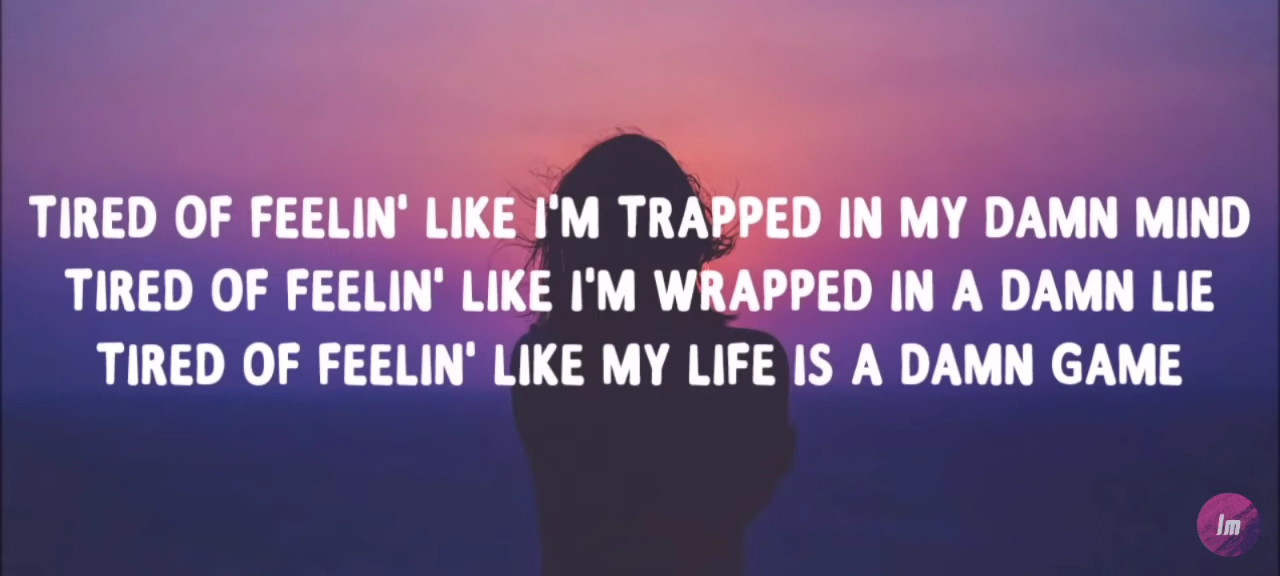 TIRED OF FEELIN' LIKE I'M TRAPPED IN MY DAMN MIND
TIRED OF FEELIN' LIKE I'M WRAPPED IN A DAMN LIE
TIRED OF FEELIN' LIKE MY LIFE IS A DAMN GAME
lm